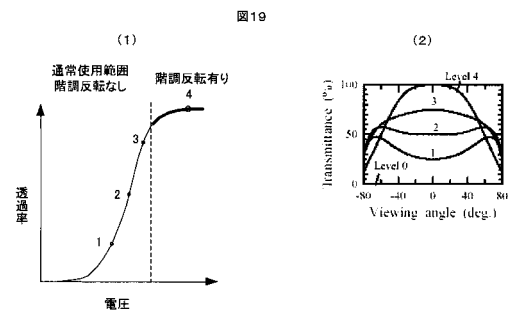 図19
(1)
通常使用範囲
階調反転なし
階調反転有り
4
3
2
1
透過率
電圧
(2)
Transmittance (%)
100
50
0
Level 4
3
2
1
Level 0
-80 -40 0 40 80
Viewing angle (deg.)